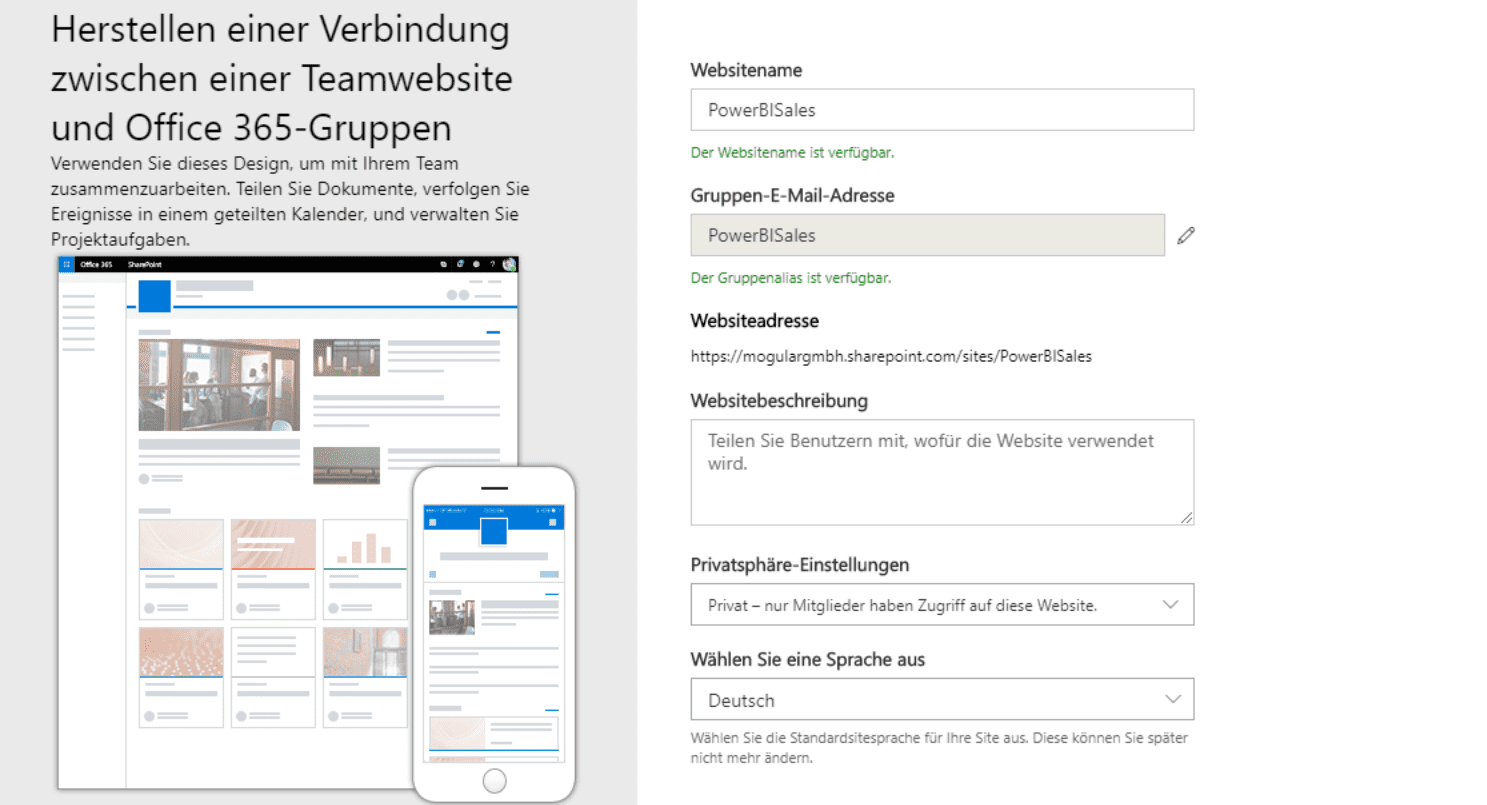 Herstellen einer Verbindung
zwischen einer Teamwebsite
und Office 365-Gruppen
Verwenden Sie dieses Design, um mit Ihrem Team
zusammenzuarbeiten. Teilen Sie Dokumente, verfolgen Sie
Ereignisse in einem geteilten Kalender, und verwalten Sie
Projektaufgaben.
Office 365 SharePoint
?
Websitename
PowerBISales
Der Websitename ist verfügbar.
Gruppen-E-Mail-Adresse
PowerBISales
Der Gruppenalias ist verfügbar.
Websiteadresse
https://mogulargmbh.sharepoint.com/sites/PowerBISales
Websitebeschreibung
Teilen Sie Benutzern mit, wofür die Website verwendet
wird.
Privatsphäre-Einstellungen
Privat – nur Mitglieder haben Zugriff auf diese Website.
Wählen Sie eine Sprache aus
Deutsch
Wählen Sie die Standardsitesprache für Ihre Site aus. Diese können Sie später
nicht mehr ändern.